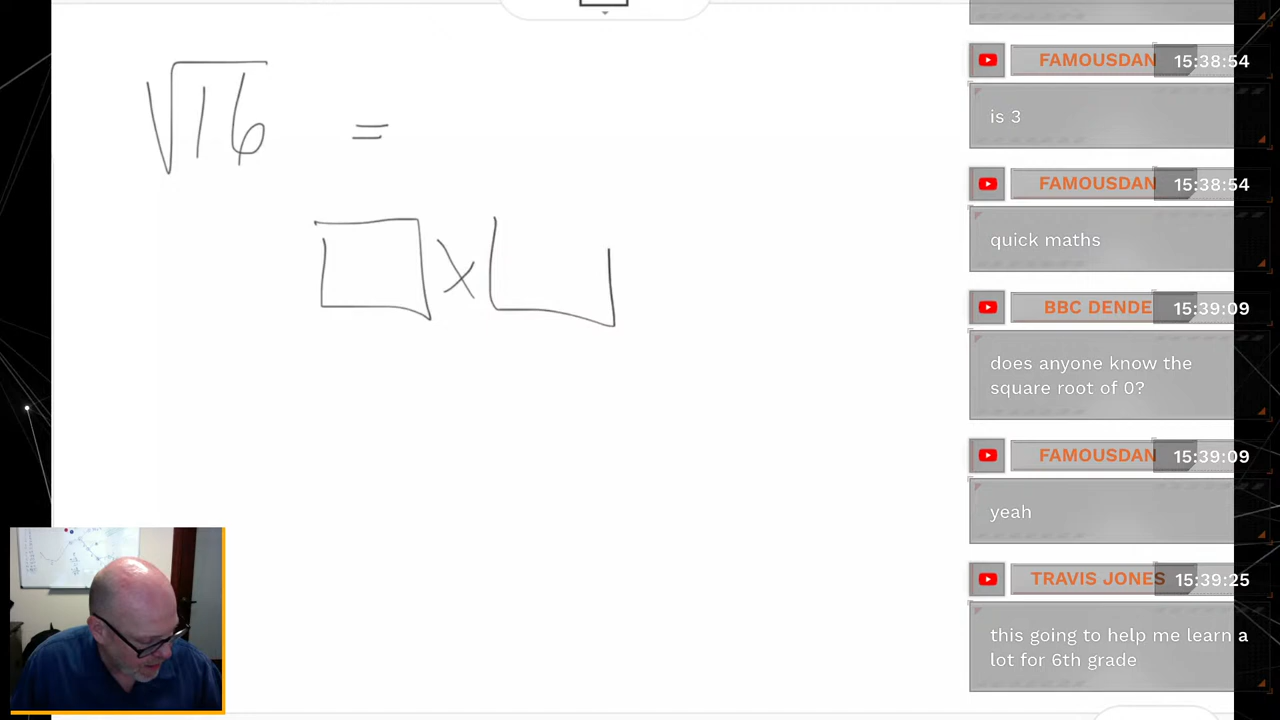 √16 =
□ x □
FAMOUSDAN 15:38:54
is 3
FAMOUSDAN 15:38:54
quick maths
BBC DENDE 15:39:09
does anyone know the
square root of 0?
FAMOUSDAN 15:39:09
yeah
TRAVIS JONES 15:39:25
this going to help me learn a
lot for 6th grade